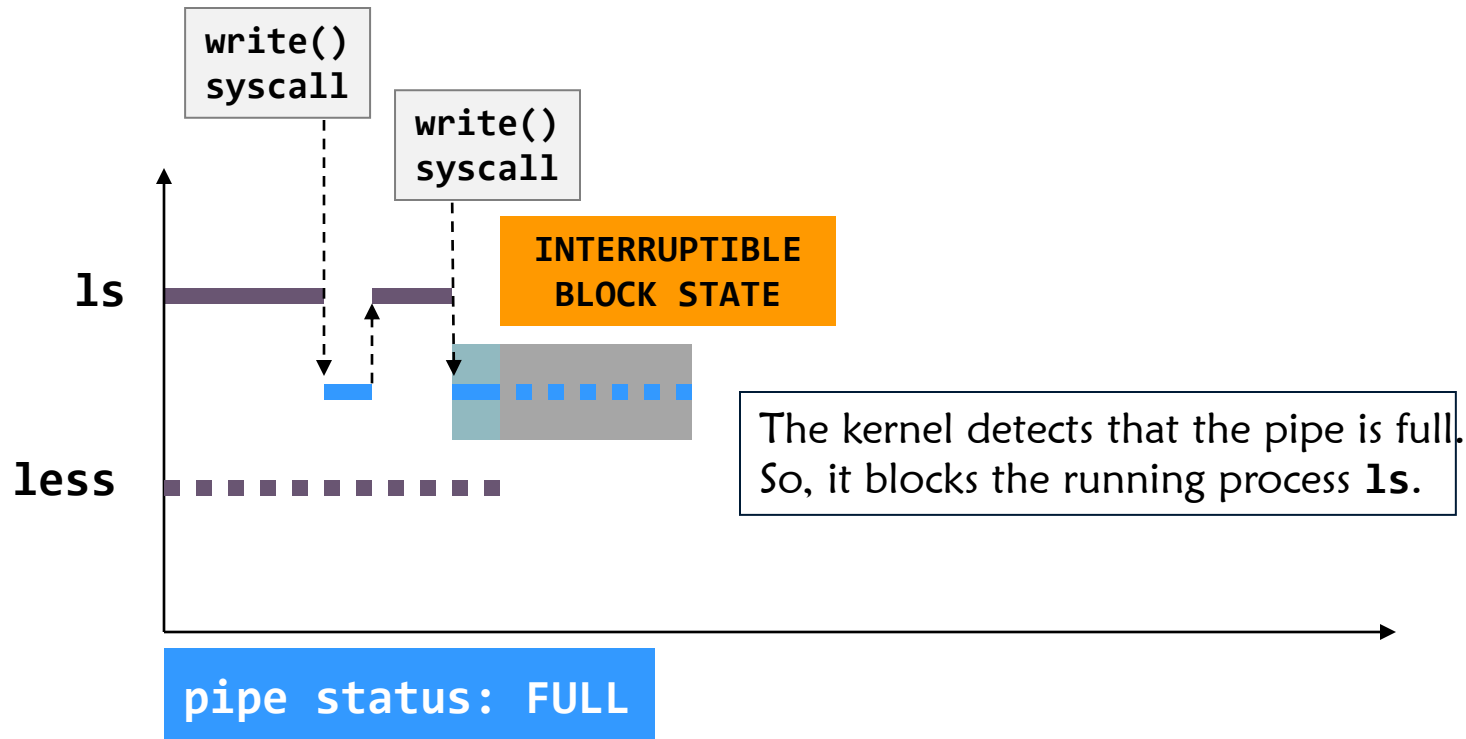 write()
syscall
write()
syscall
INTERRUPTIBLE
BLOCK STATE
ls
less
The kernel detects that the pipe is full.
So, it blocks the running process ls.
pipe status: FULL